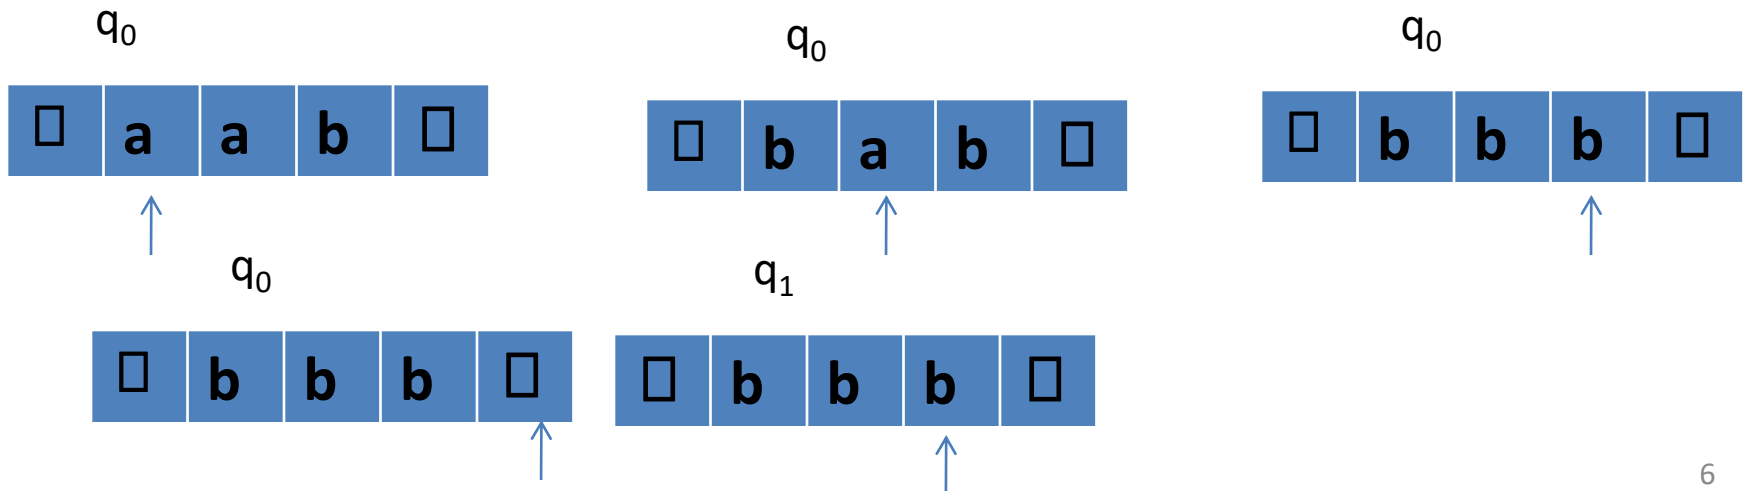 q₀ q₀ q₀
□ a a b □ □ b a b □ □ b b b □
q₀ q₁
□ b b b □ □ b b b □
6